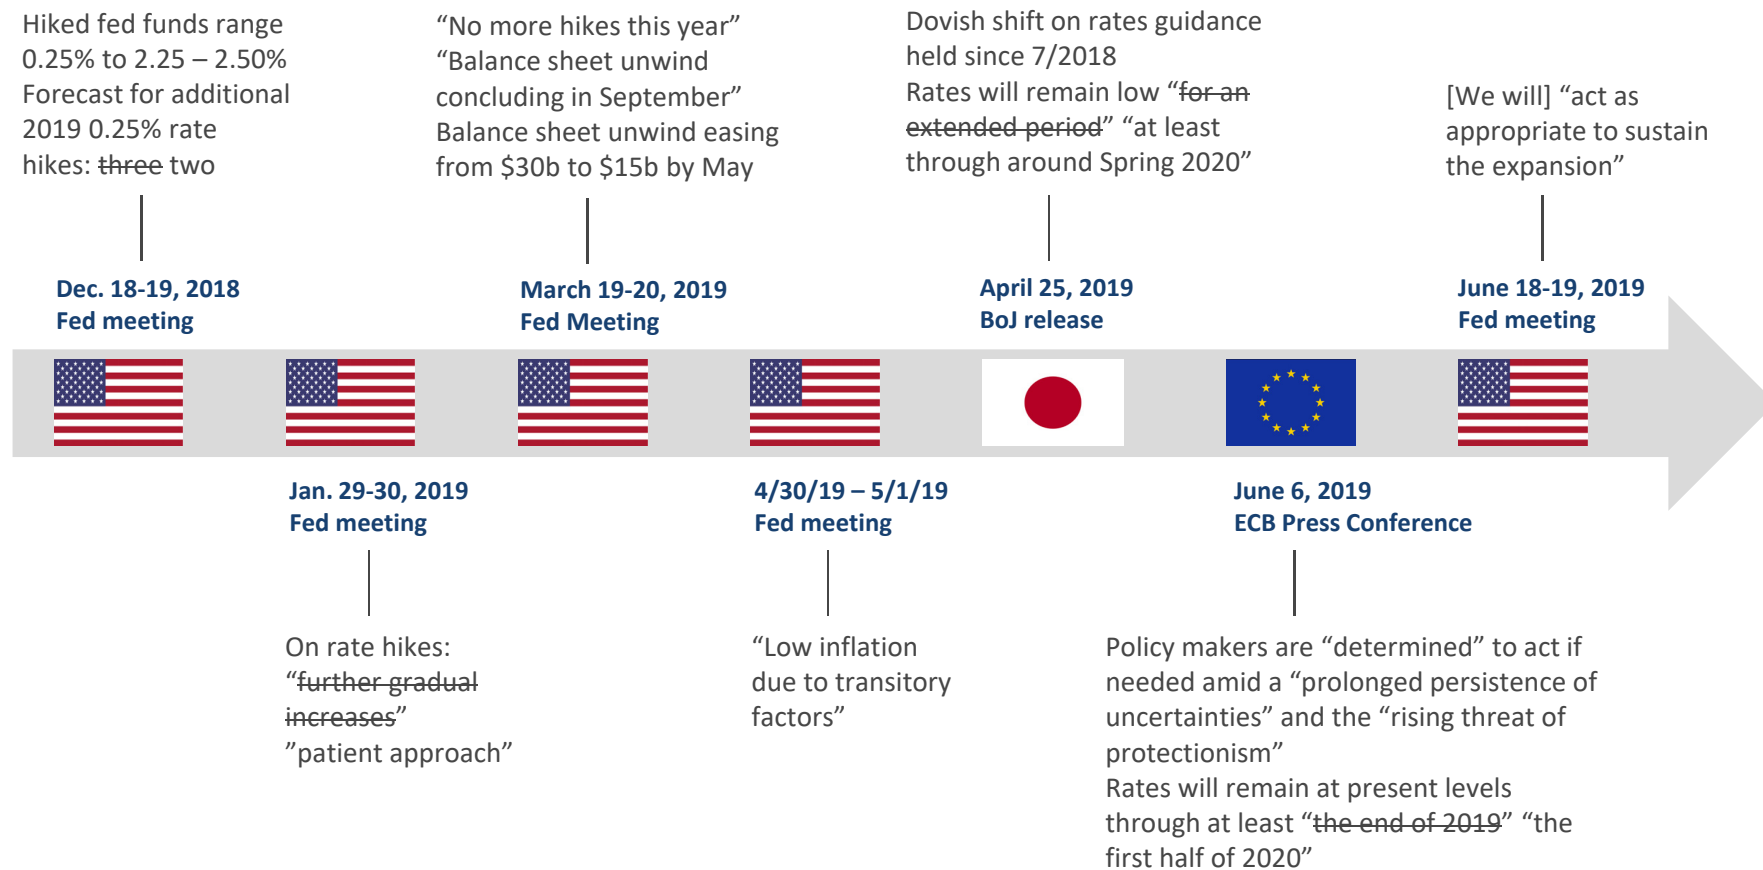 Hiked fed funds range
0.25% to 2.25 – 2.50%
Forecast for additional
2019 0.25% rate
hikes: three two
“No more hikes this year”
“Balance sheet unwind
concluding in September”
Balance sheet unwind easing
from $30b to $15b by May
Dovish shift on rates guidance
held since 7/2018
Rates will remain low “for an
extended period” “at least
through around Spring 2020”
[We will] “act as
appropriate to sustain
the expansion”
Dec. 18-19, 2018
Fed meeting
March 19-20, 2019
Fed Meeting
April 25, 2019
BoJ release
June 18-19, 2019
Fed meeting
Jan. 29-30, 2019
Fed meeting
4/30/19 – 5/1/19
Fed meeting
June 6, 2019
ECB Press Conference
On rate hikes:
“further gradual
increases”
”patient approach”
“Low inflation
due to transitory
factors”
Policy makers are “determined” to act if
needed amid a “prolonged persistence of
uncertainties” and the “rising threat of
protectionism”
Rates will remain at present levels
through at least “the end of 2019” “the
first half of 2020”